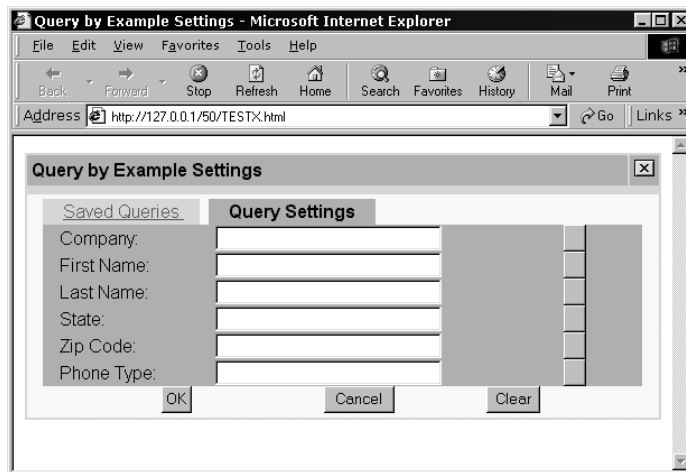 Query by Example Settings - Microsoft Internet Explorer
File Edit View Favorites Tools Help
Back Forward Stop Refresh Home Search Favorites History Mail Print »
Address http://127.0.0.1/50/TESTX.html Go Links »
Query by Example Settings
Saved Queries Query Settings
Company:
First Name:
Last Name:
State:
Zip Code:
Phone Type:
OK Cancel Clear